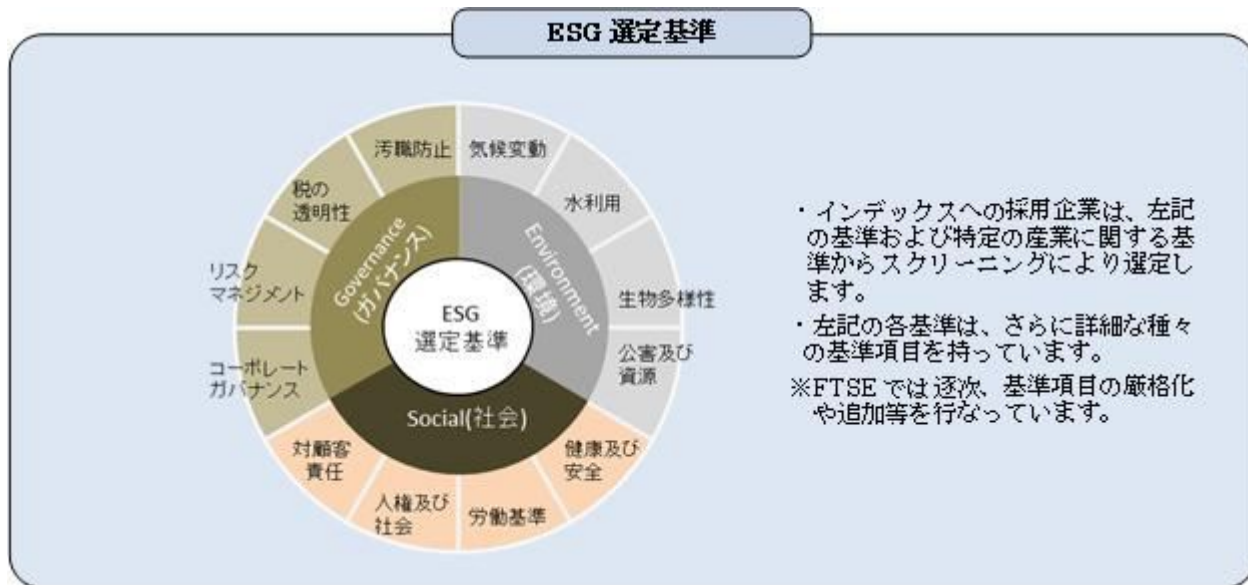 ESG 選定基準
汚職防止
気候変動
税の
透明性
水利用
リスク
マネジメント
生物多様性
コーポレート
ガバナンス
公害及び
資源
対顧客
責任
健康及び
安全
人権及び
社会
労働基準
Governance
(ガバナンス)
Environment
(環境)
Social(社会)
ESG
選定基準
・インデックスへの採用企業は、左記
の基準および特定の産業に関する基
準からスクリーニングにより選定し
ます。
・左記の各基準は、さらに詳細な種々
の基準項目を持っています。
※FTSEでは逐次、基準項目の厳格化
や追加等を行なっています。